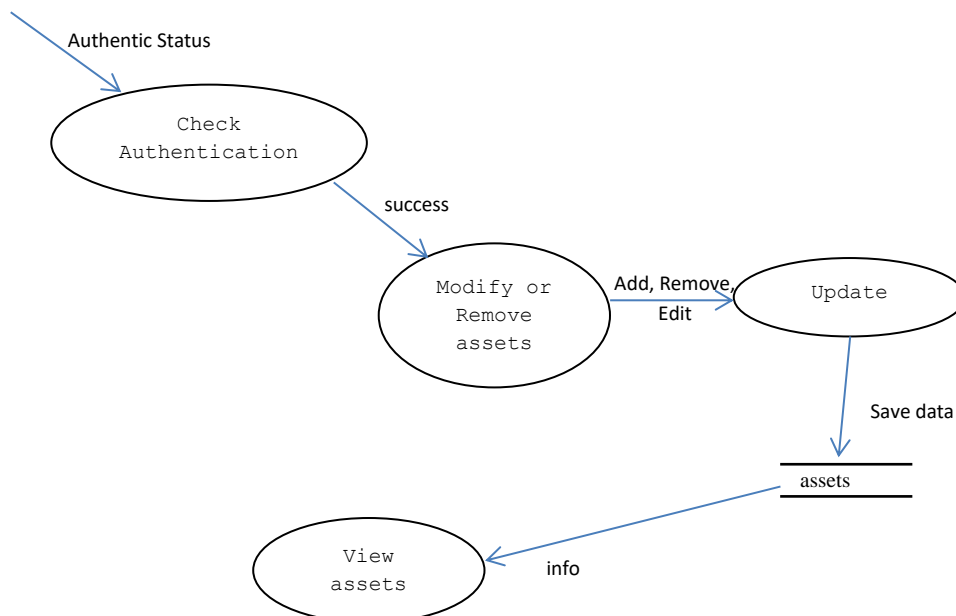 Authentic Status
Check
Authentication
success
Modify or
Remove
assets
Add, Remove,
Edit
Update
Save data
assets
View
assets
info